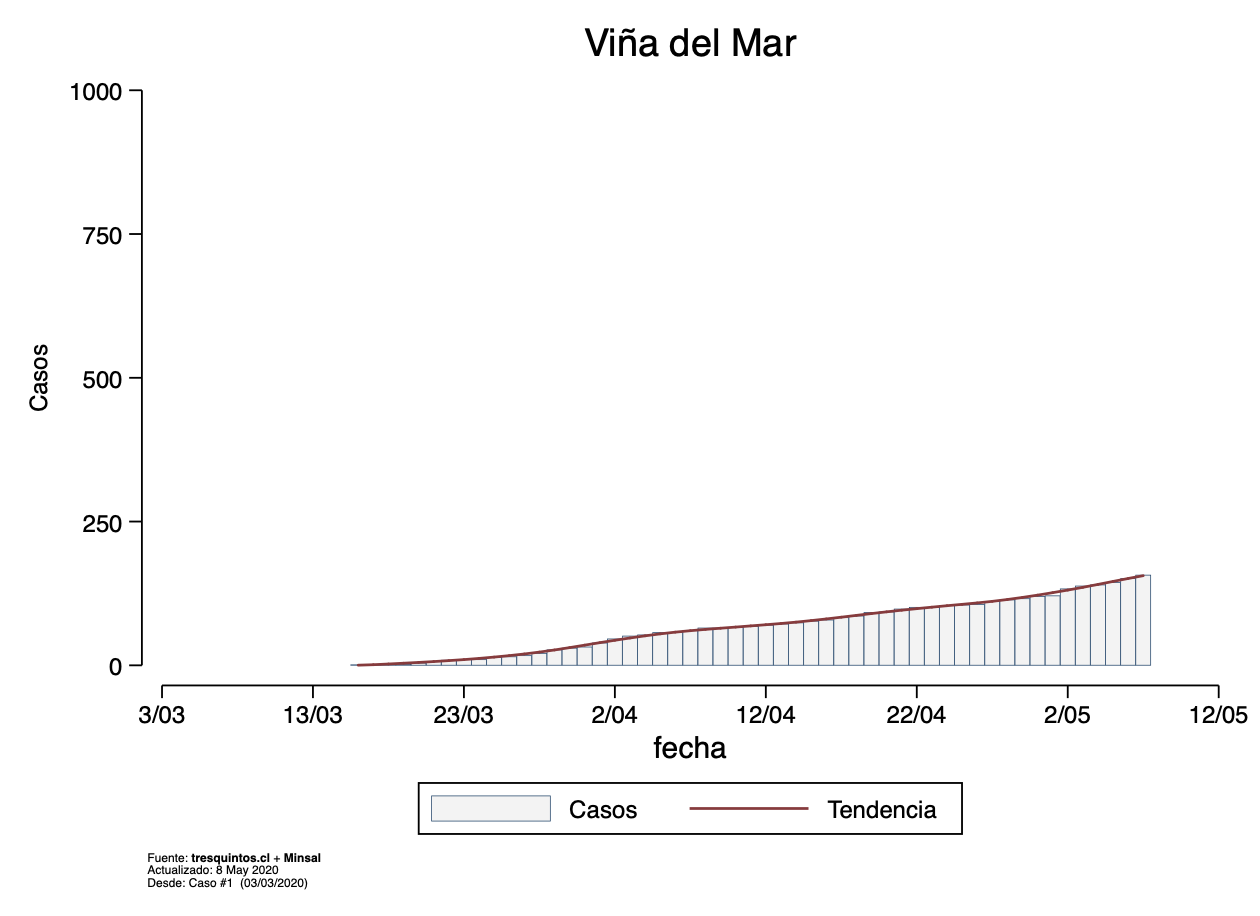 Viña del Mar
1000
750
500
250
0
Casos
3/03 13/03 23/03 2/04 12/04 22/04 2/05 12/05
fecha
Casos Tendencia
Fuente: tresquintos.cl + Minsal
Actualizado: 8 May 2020
Desde: Caso #1 (03/03/2020)